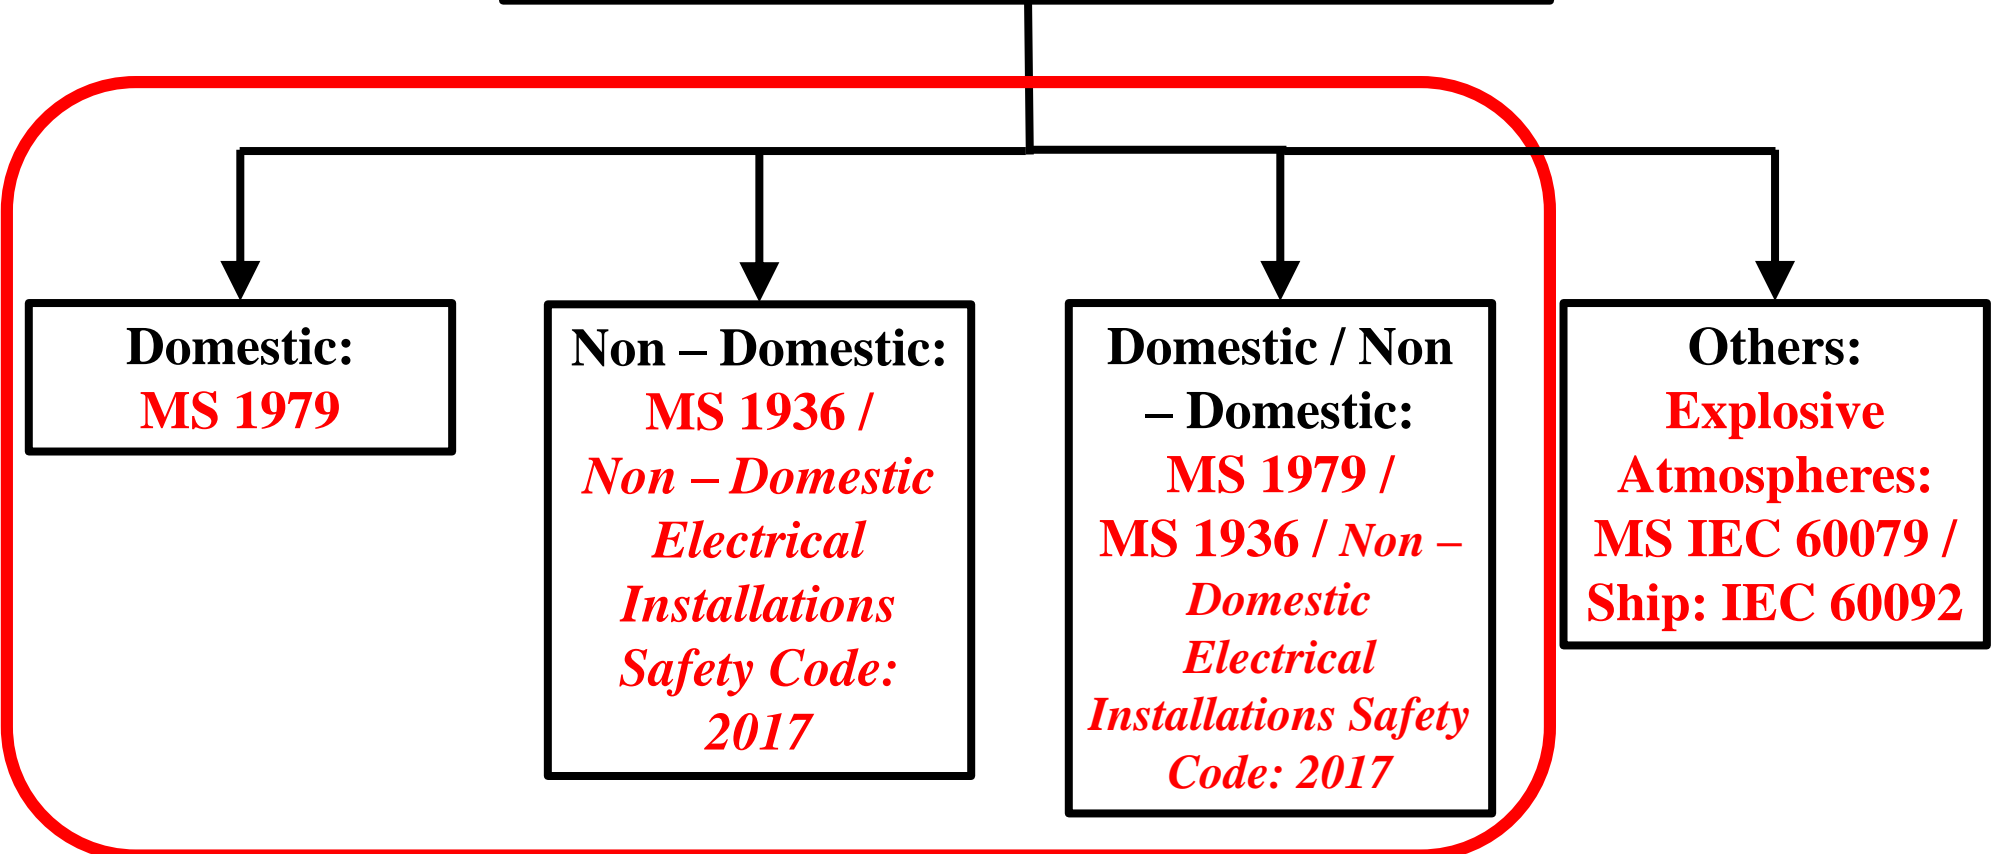 Domestic:
MS 1979
Non – Domestic:
MS 1936 /
Non – Domestic
Electrical
Installations
Safety Code:
2017
Domestic / Non
– Domestic:
MS 1979 /
MS 1936 / Non –
Domestic
Electrical
Installations Safety
Code: 2017
Others:
Explosive
Atmospheres:
MS IEC 60079 /
Ship: IEC 60092